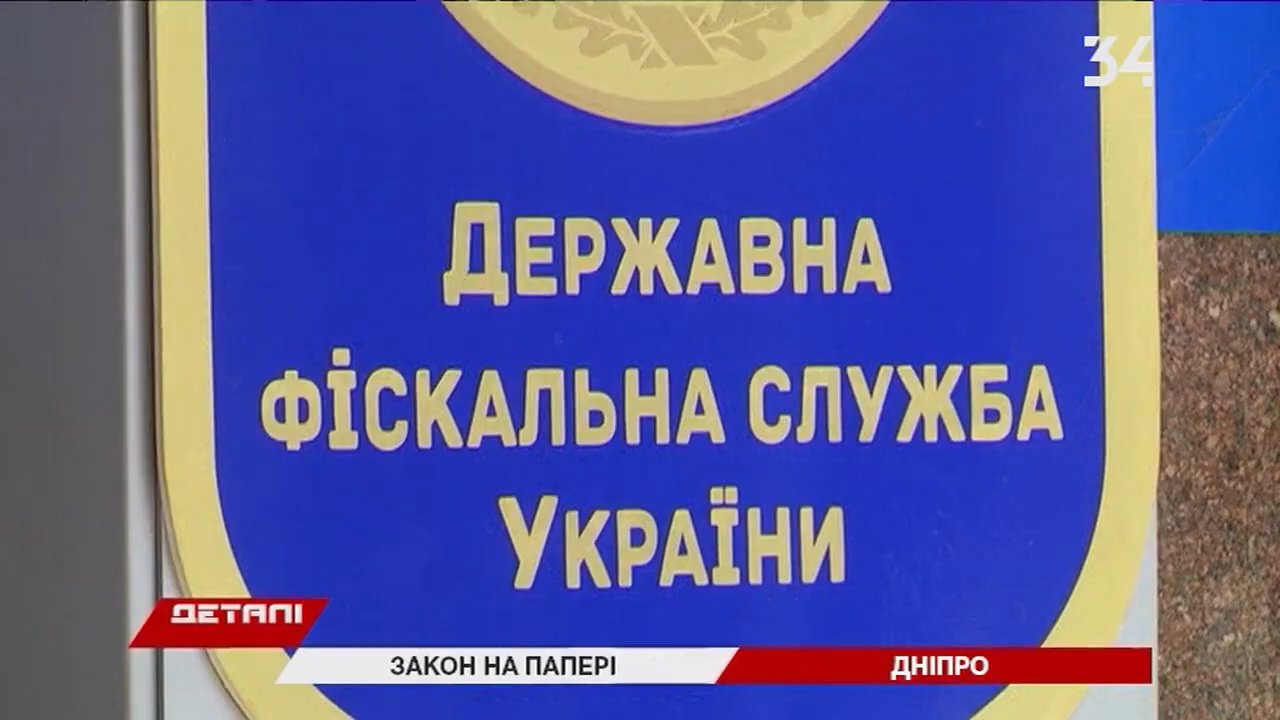 34
ДЕРЖАВНА
ФІСКАЛЬНА СЛУЖБА
УКРАЇНИ
ДЕТАЛІ
ЗАКОН НА ПАПЕРІ
ДНІПРО